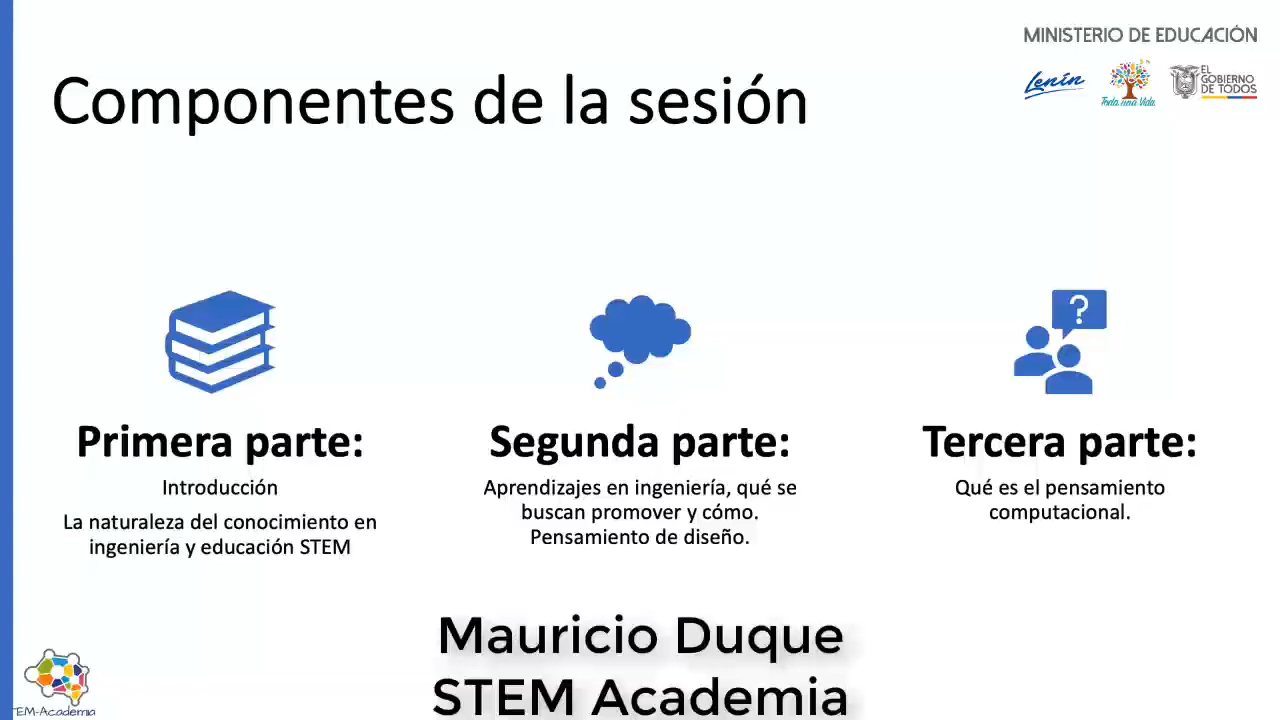 MINISTERIO DE EDUCACIÓN
Lenín
Toda una Vida
EL
GOBIERNO
DE TODOS
Componentes de la sesión
?
Primera parte:
Introducción
La naturaleza del conocimiento en
ingeniería y educación STEM
Segunda parte:
Aprendizajes en ingeniería, qué se
buscan promover y cómo.
Pensamiento de diseño.
Tercera parte:
Qué es el pensamiento
computacional.
Mauricio Duque
STEM Academia
TEM-Academia